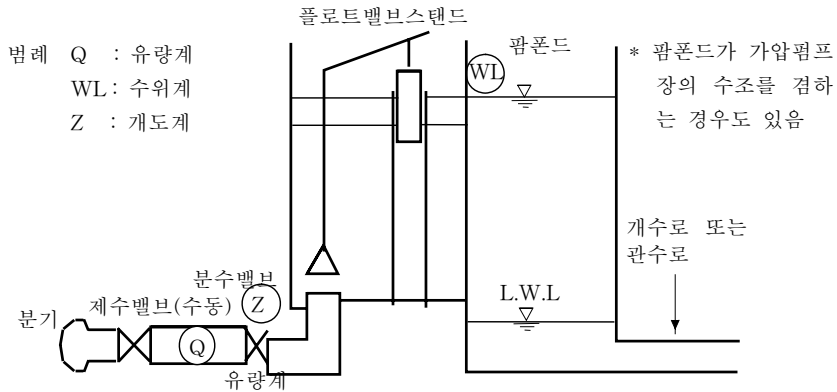 플로트밸브스탠드
범례 Q : 유량계
WL : 수위계
Z : 개도계
팜폰드
WL
* 팜폰드가 가압펌프
장의 수조를 겸하
는 경우도 있음
개수로 또는
관수로
L.W.L
분수밸브
Z
제수밸브(수동)
분기
Q
유량계